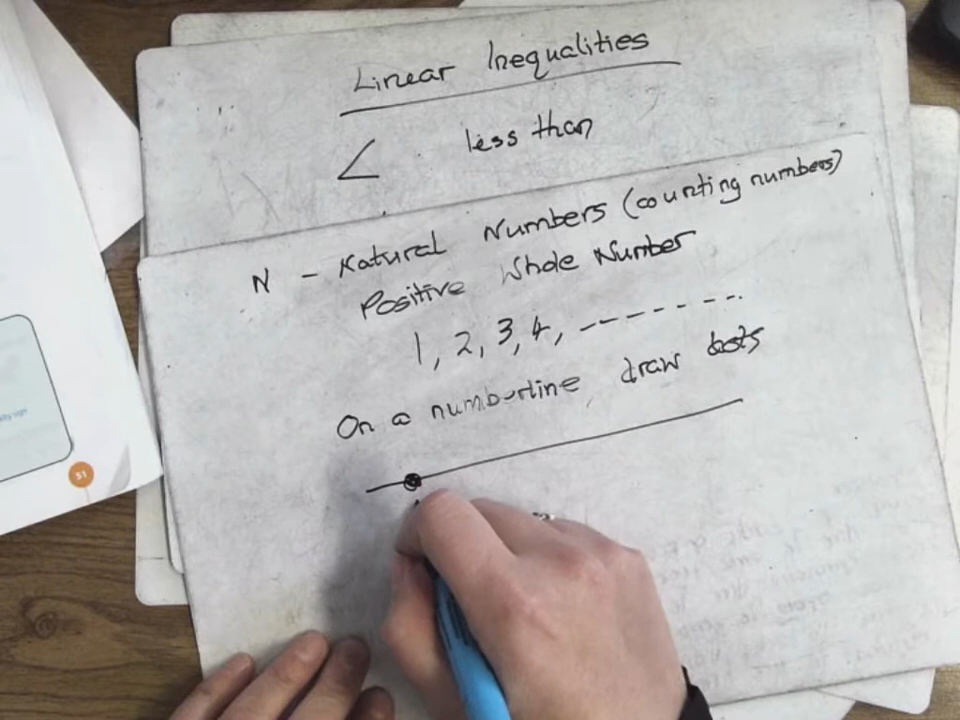 Linear Inequalities
< less than
N - Natural Numbers (counting numbers)
Positive Whole Number
1, 2, 3, 4, -------
On a numberline draw dots
51